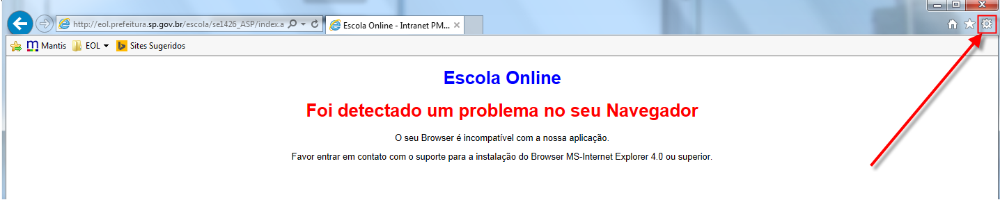 http://eol.prefeitura.sp.gov.br/escola/se1426_ASP/index.a
Escola Online - Intranet PM...
Mantis EOL Sites Sugeridos
Escola Online
Foi detectado um problema no seu Navegador
O seu Browser é incompatível com a nossa aplicação.
Favor entrar em contato com o suporte para a instalação do Browser MS-Internet Explorer 4.0 ou superior.